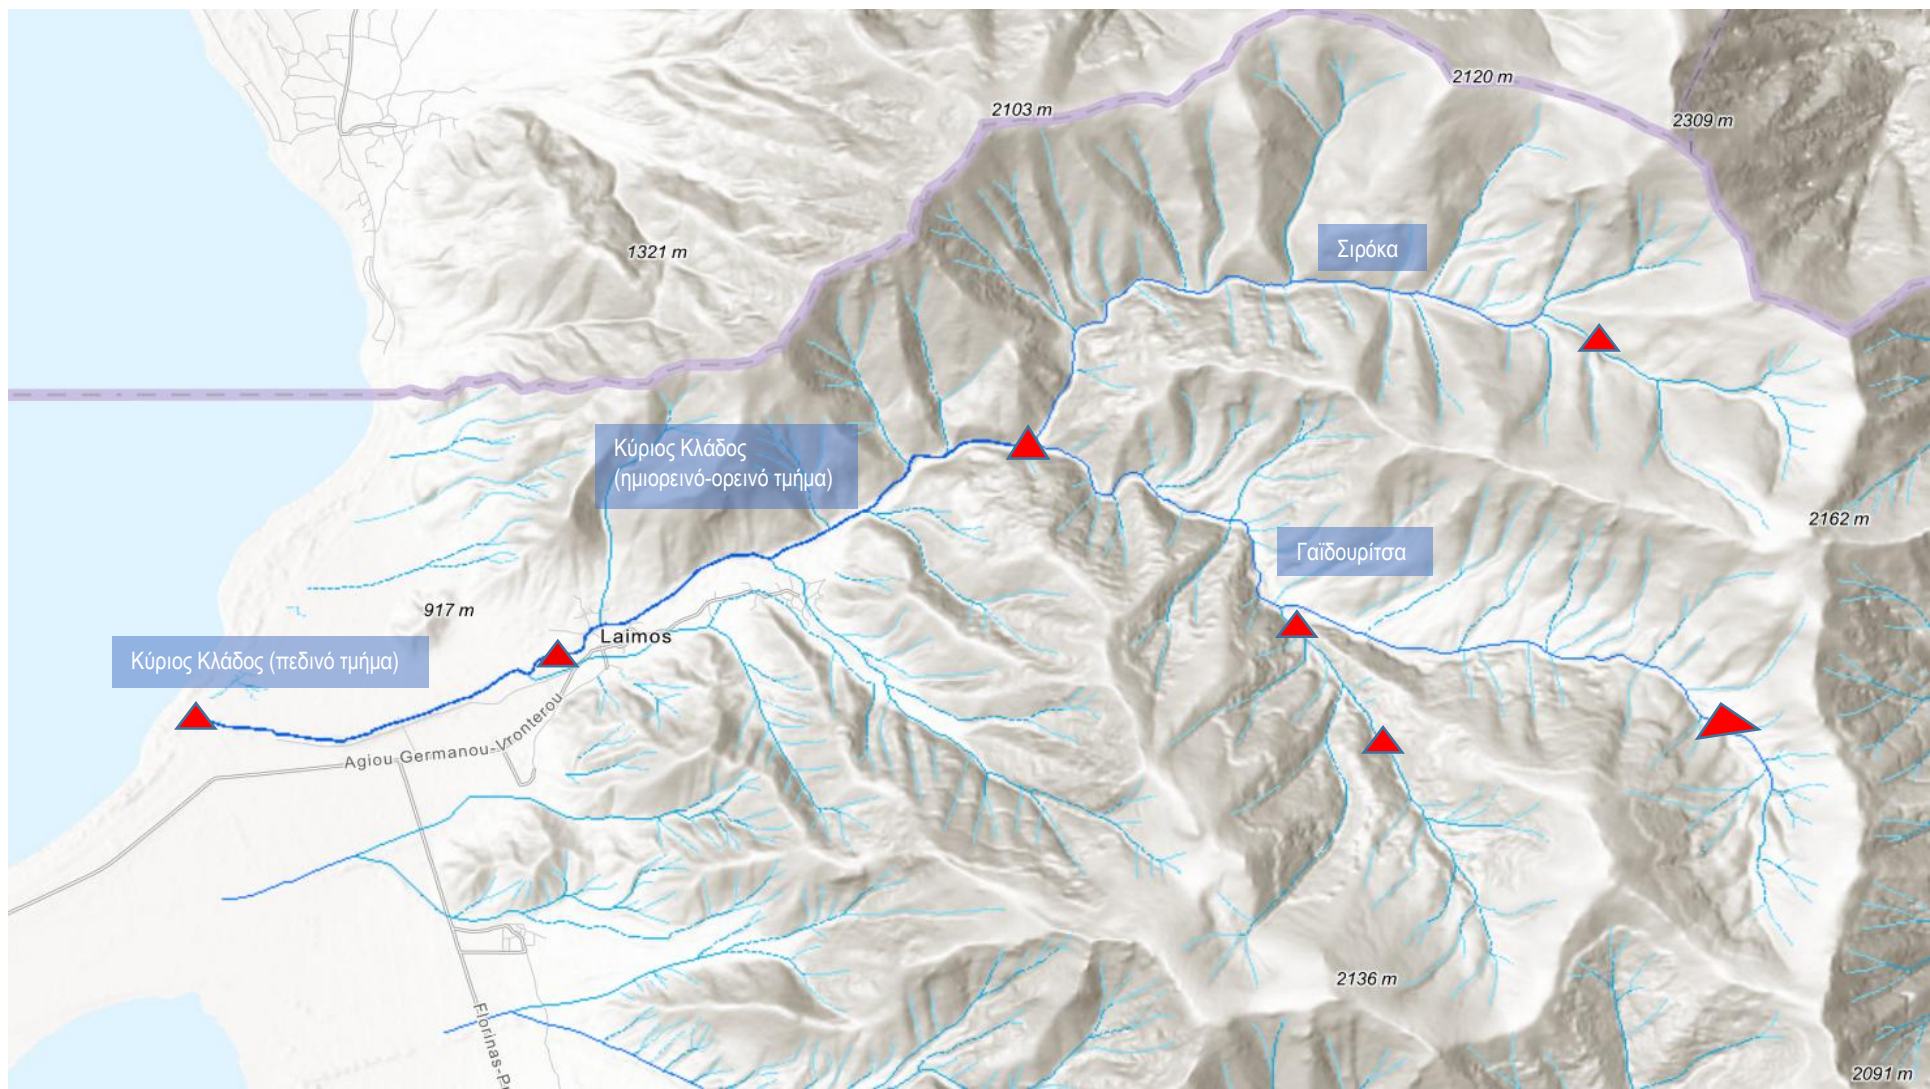 2120 m
2103 m
2309 m
Σιρόκα
1321 m
Κύριος Κλάδος
(ημιορεινό-ορεινό τμήμα)
2162 m
Γαϊδουρίτσα
917 m
Laimos
Κύριος Κλάδος (πεδινό τμήμα)
Agiou Germanou-Vronterou
2136 m
Florinas-Pr
2091 m